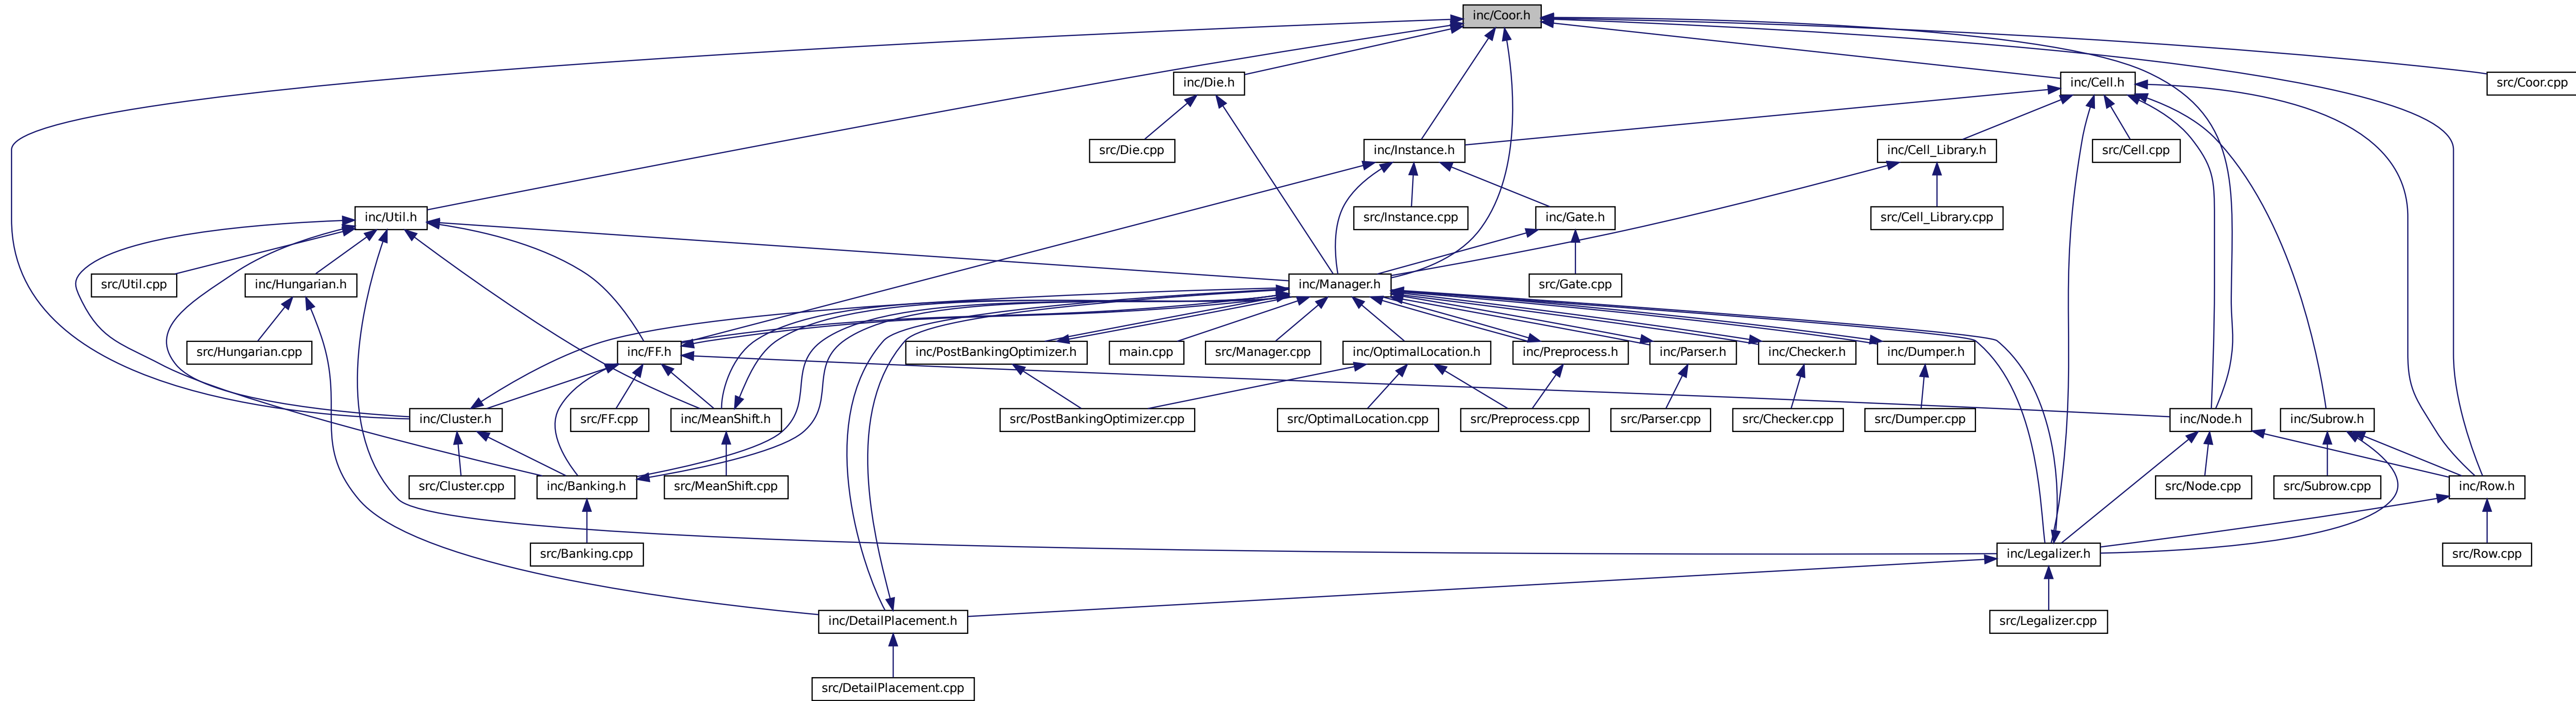 inc/Coor.h
inc/Die.h
inc/Cell.h
src/Coor.cpp
src/Die.cpp
inc/Instance.h
inc/Cell_Library.h
src/Cell.cpp
inc/Util.h
src/Instance.cpp
inc/Gate.h
src/Cell_Library.cpp
src/Util.cpp
inc/Hungarian.h
inc/Manager.h
src/Gate.cpp
src/Hungarian.cpp
inc/FF.h
inc/PostBankingOptimizer.h
main.cpp
src/Manager.cpp
inc/OptimalLocation.h
inc/Preprocess.h
inc/Parser.h
inc/Checker.h
inc/Dumper.h
inc/Cluster.h
src/FF.cpp
inc/MeanShift.h
src/PostBankingOptimizer.cpp
src/OptimalLocation.cpp
src/Preprocess.cpp
src/Parser.cpp
src/Checker.cpp
src/Dumper.cpp
inc/Node.h
inc/Subrow.h
src/Cluster.cpp
inc/Banking.h
src/MeanShift.cpp
src/Node.cpp
src/Subrow.cpp
inc/Row.h
src/Banking.cpp
inc/Legalizer.h
src/Row.cpp
inc/DetailPlacement.h
src/Legalizer.cpp
src/DetailPlacement.cpp